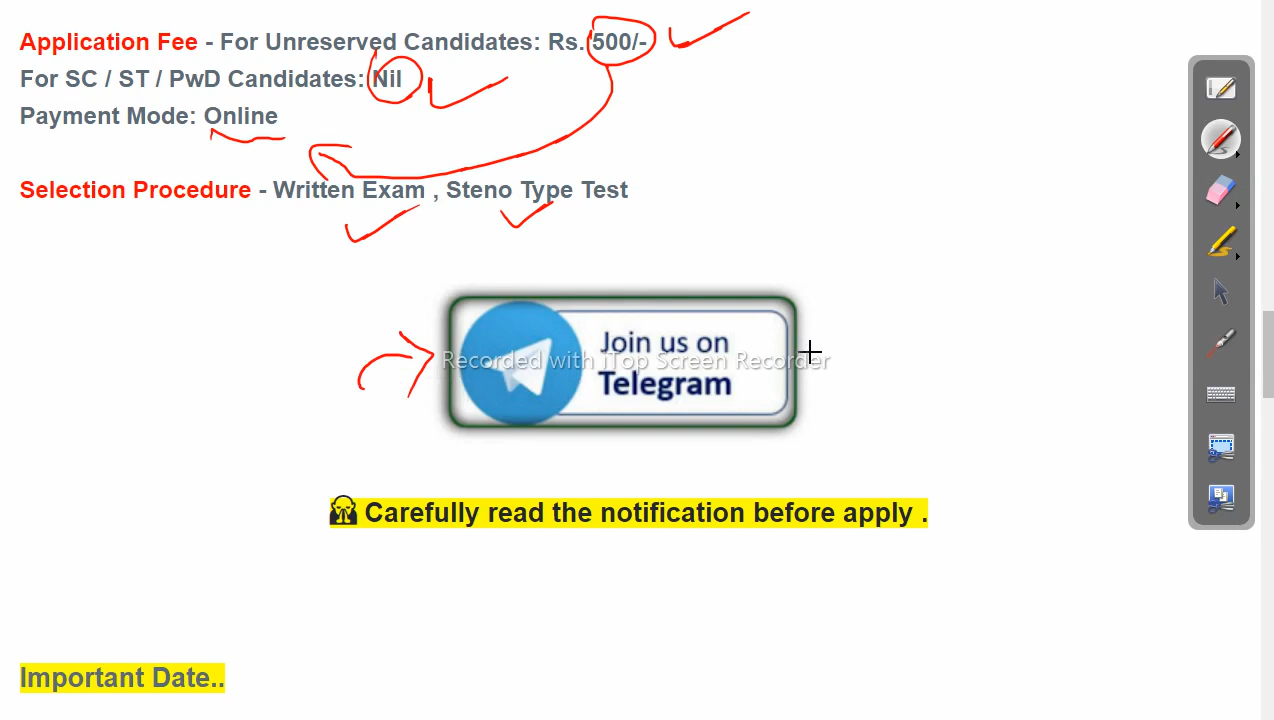 Application Fee - For Unreserved Candidates: Rs. 500/-
For SC / ST / PwD Candidates: Nil
Payment Mode: Online
Selection Procedure - Written Exam , Steno Type Test
Join us on
Recorded with iTop Screen Recorder
Telegram
Carefully read the notification before apply .
Important Date..